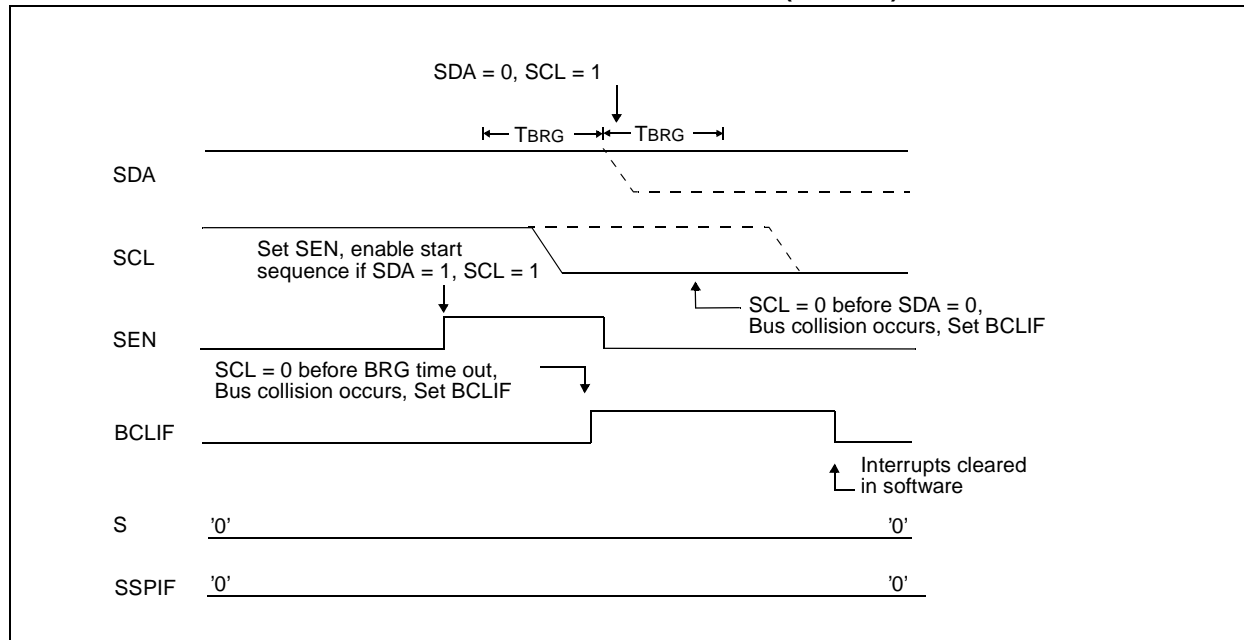 SDA = 0, SCL = 1
TBRG TBRG
SDA
SCL
Set SEN, enable start
sequence if SDA = 1, SCL = 1
SCL = 0 before SDA = 0,
Bus collision occurs, Set BCLIF
SEN
SCL = 0 before BRG time out,
Bus collision occurs, Set BCLIF
BCLIF
Interrupts cleared
in software
S '0' '0'
SSPIF '0' '0'